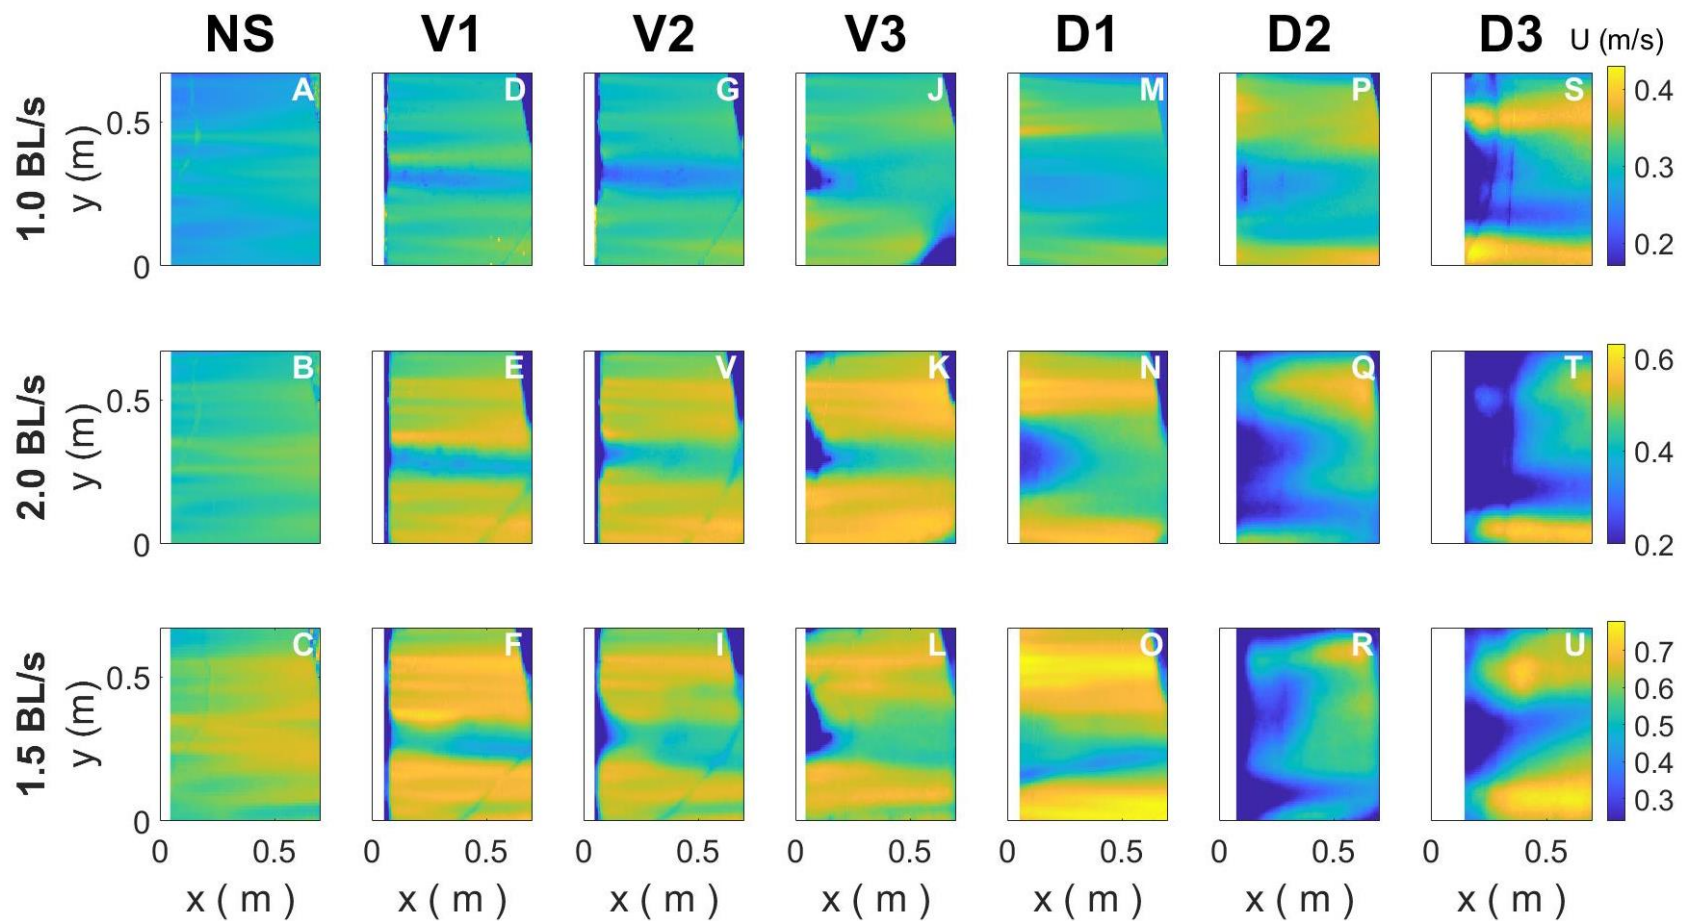 NS V1 V2 V3 D1 D2 D3 U (m/s)
1.0 BL/s
y (m)
0.5
0
A D G J M P S
0.4
0.3
0.2
2.0 BL/s
y (m)
0.5
0
B E V K N Q T
0.6
0.4
0.2
1.5 BL/s
y (m)
0.5
0
C F I L O R U
0.7
0.6
0.5
0.4
0.3
0 0.5 0 0.5 0 0.5 0 0.5 0 0.5 0 0.5 0 0.5
x ( m ) x ( m ) x ( m ) x ( m ) x ( m ) x ( m ) x ( m )